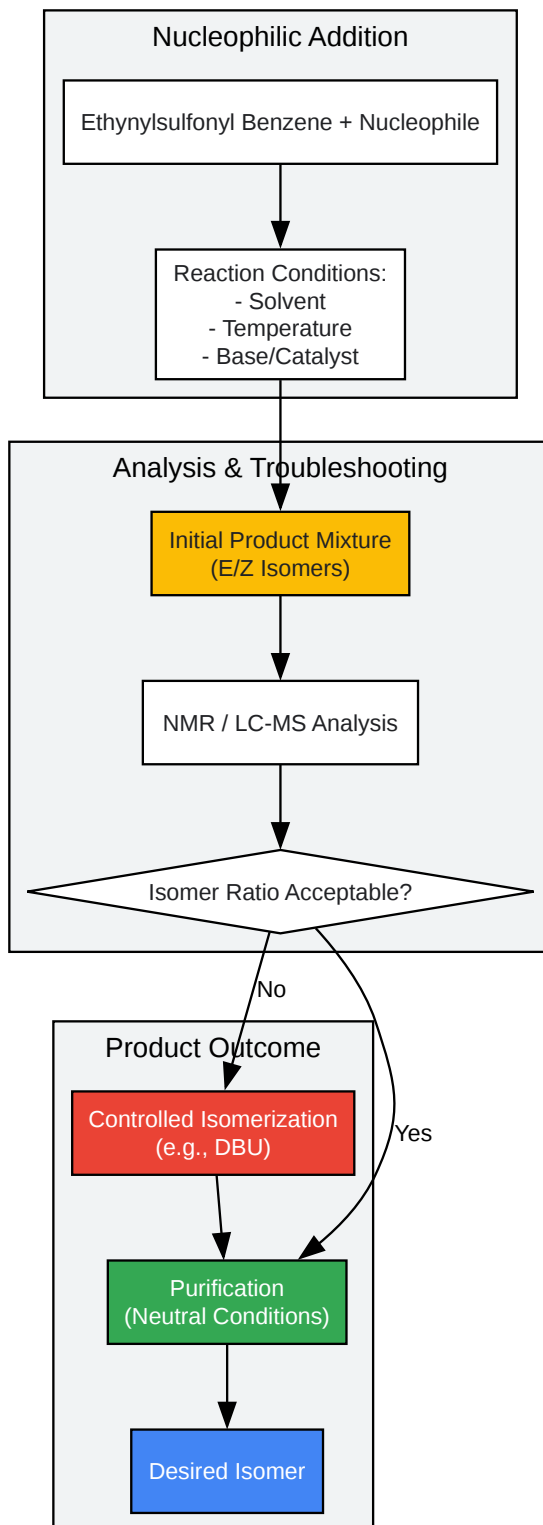 Nucleophilic Addition
Ethynylsulfonyl Benzene + Nucleophile
Reaction Conditions:
- Solvent
- Temperature
- Base/Catalyst
Analysis & Troubleshooting
Initial Product Mixture
(E/Z Isomers)
NMR / LC-MS Analysis
Isomer Ratio Acceptable?
No
Product Outcome
Controlled Isomerization
(e.g., DBU)
Yes
Purification
(Neutral Conditions)
Desired Isomer